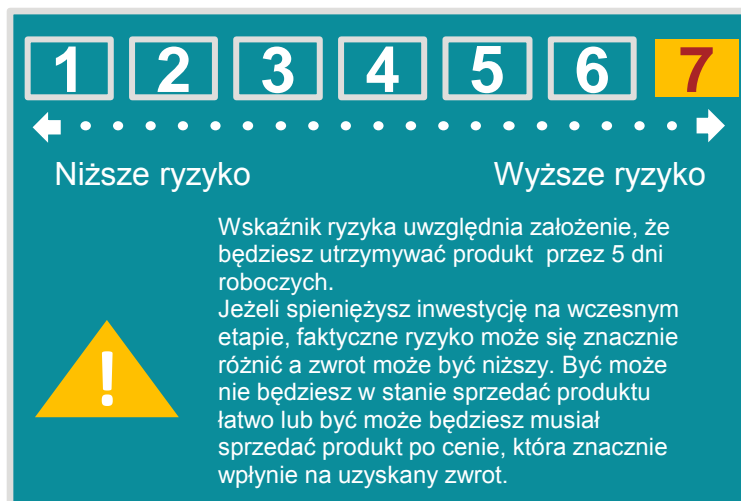 1 2 3 4 5 6 7
Niższe ryzyko Wyższe ryzyko
Wskaźnik ryzyka uwzględnia założenie, że
będziesz utrzymywać produkt przez 5 dni
roboczych.
Jeżeli spieniężysz inwestycję na wczesnym
etapie, faktyczne ryzyko może się znacznie
różnić a zwrot może być niższy. Być może
nie będziesz w stanie sprzedać produktu
łatwo lub być może będziesz musiał
sprzedać produkt po cenie, która znacznie
wpłynie na uzyskany zwrot.
!